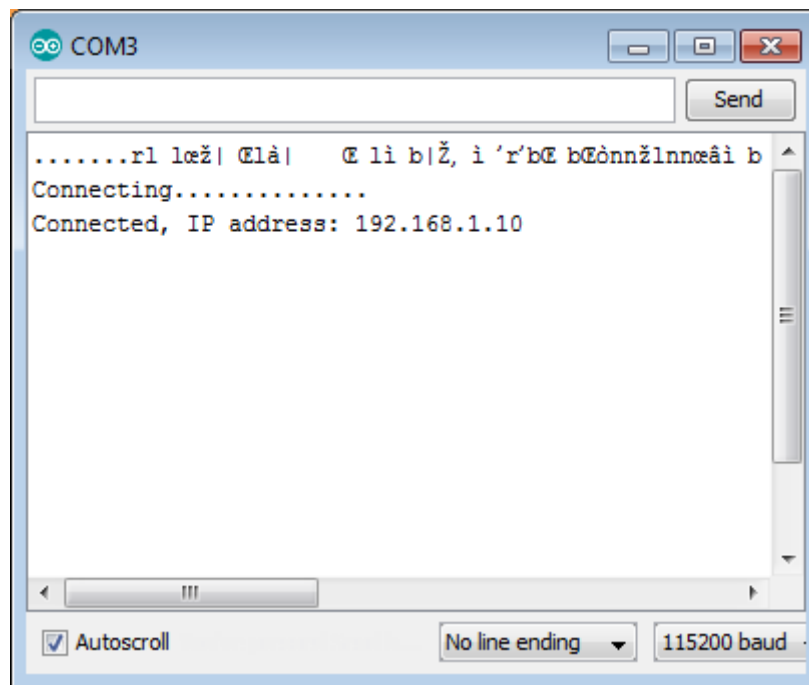 COM3
Send
.......rl lœž| Œlà| Œ lì b|Ž, ì ’r’bŒ bŒònnžlnnœâì b
Connecting..............
Connected, IP address: 192.168.1.10
Autoscroll
No line ending
115200 baud